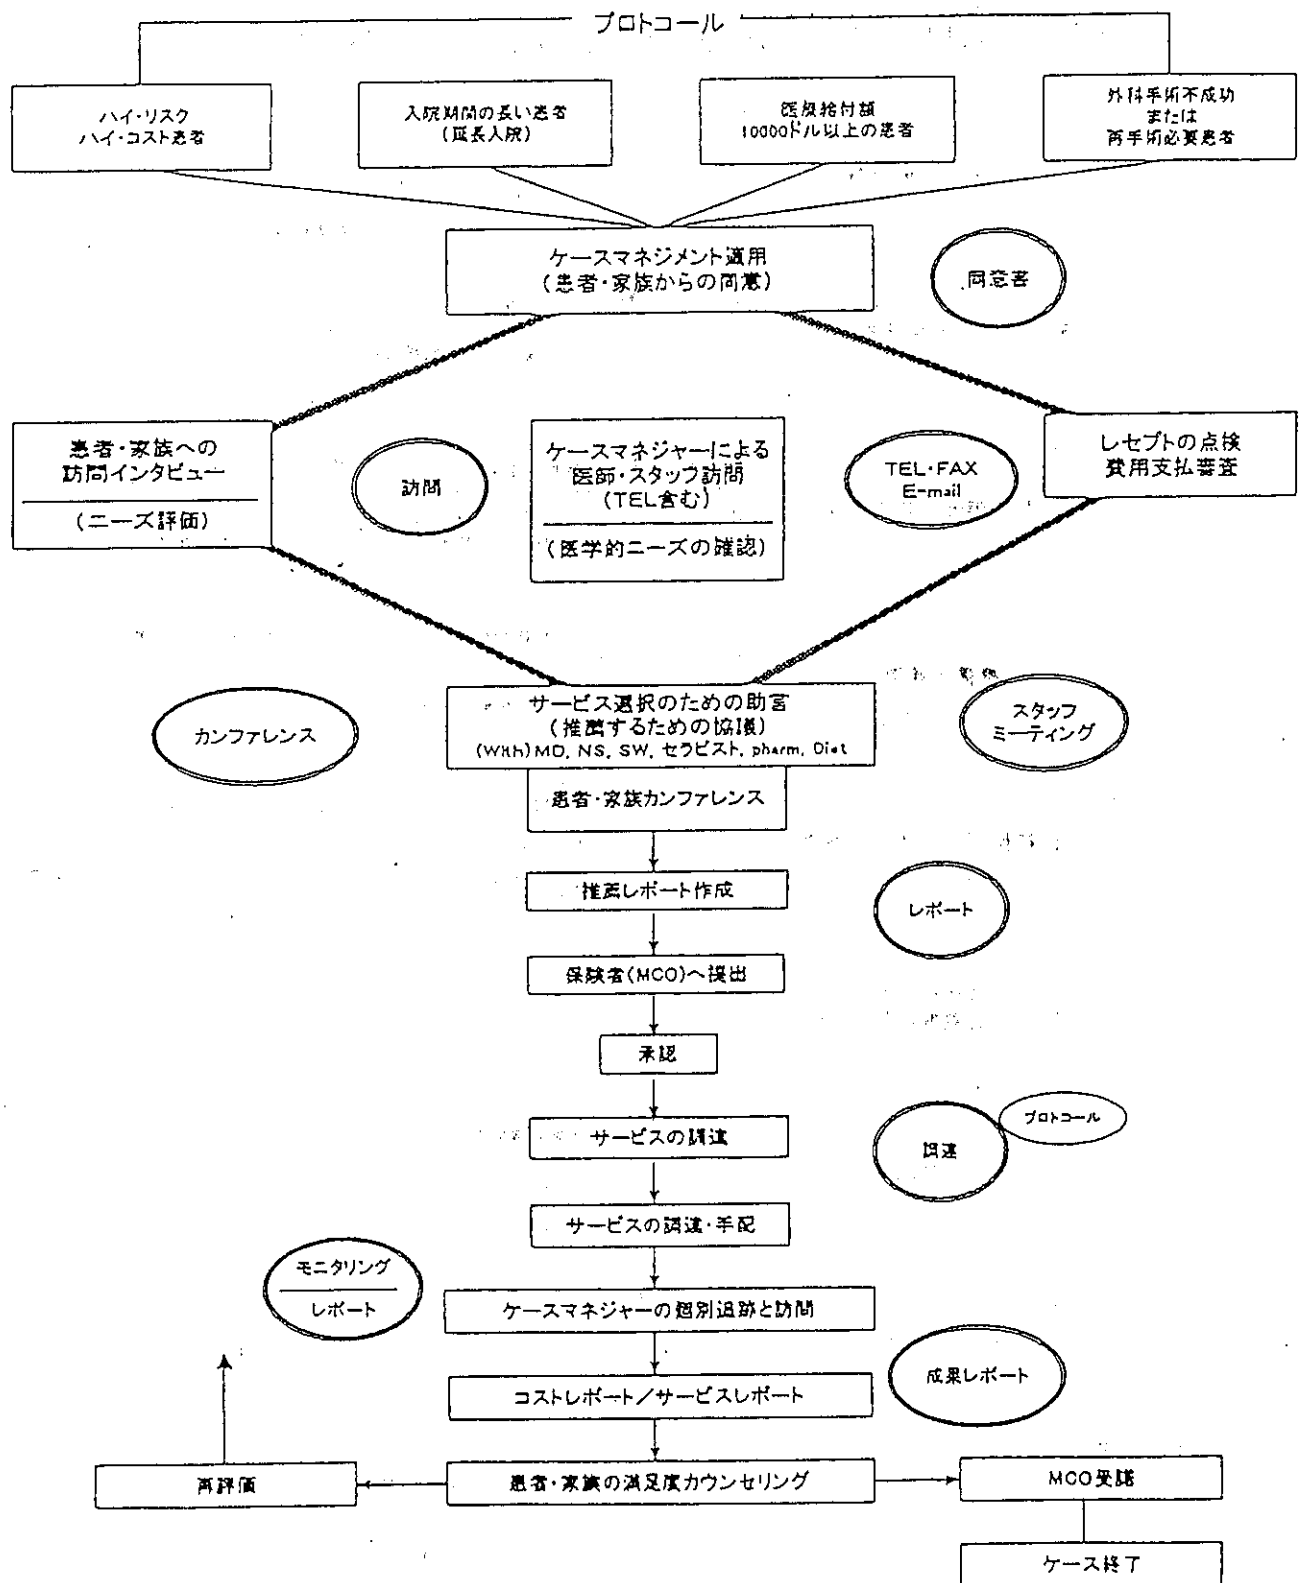 プロトコール
ハイ・リスク
ハイ・コスト患者
入院期間の長い患者
(延長入院)
医療給付額
10000ドル以上の患者
外科手術不成功
または
再手術必要患者
ケースマネジメント適用
(患者・家族からの同意)
同意書
患者・家族への
訪問インタビュー
(ニーズ評価)
訪問
ケースマネジャーによる
医師・スタッフ訪問
(TEL含む)
(医学的ニーズの確認)
TEL・FAX
E-mail
レセプトの点検
費用支払審査
カンファレンス
サービス選択のための助言
(推薦するための協議)
(With) MD, NS, SW, セラピスト, pharm, Diet
スタッフ
ミーティング
患者・家族カンファレンス
推薦レポート作成
レポート
保険者(MCO)へ提出
承認
サービスの調達
調達
プロトコール
サービスの調達・手配
モニタリング
レポート
ケースマネジャーの個別追跡と訪問
コストレポート/サービスレポート
成果レポート
再評価
患者・家族の満足度カウンセリング
MCO受諾
ケース終了